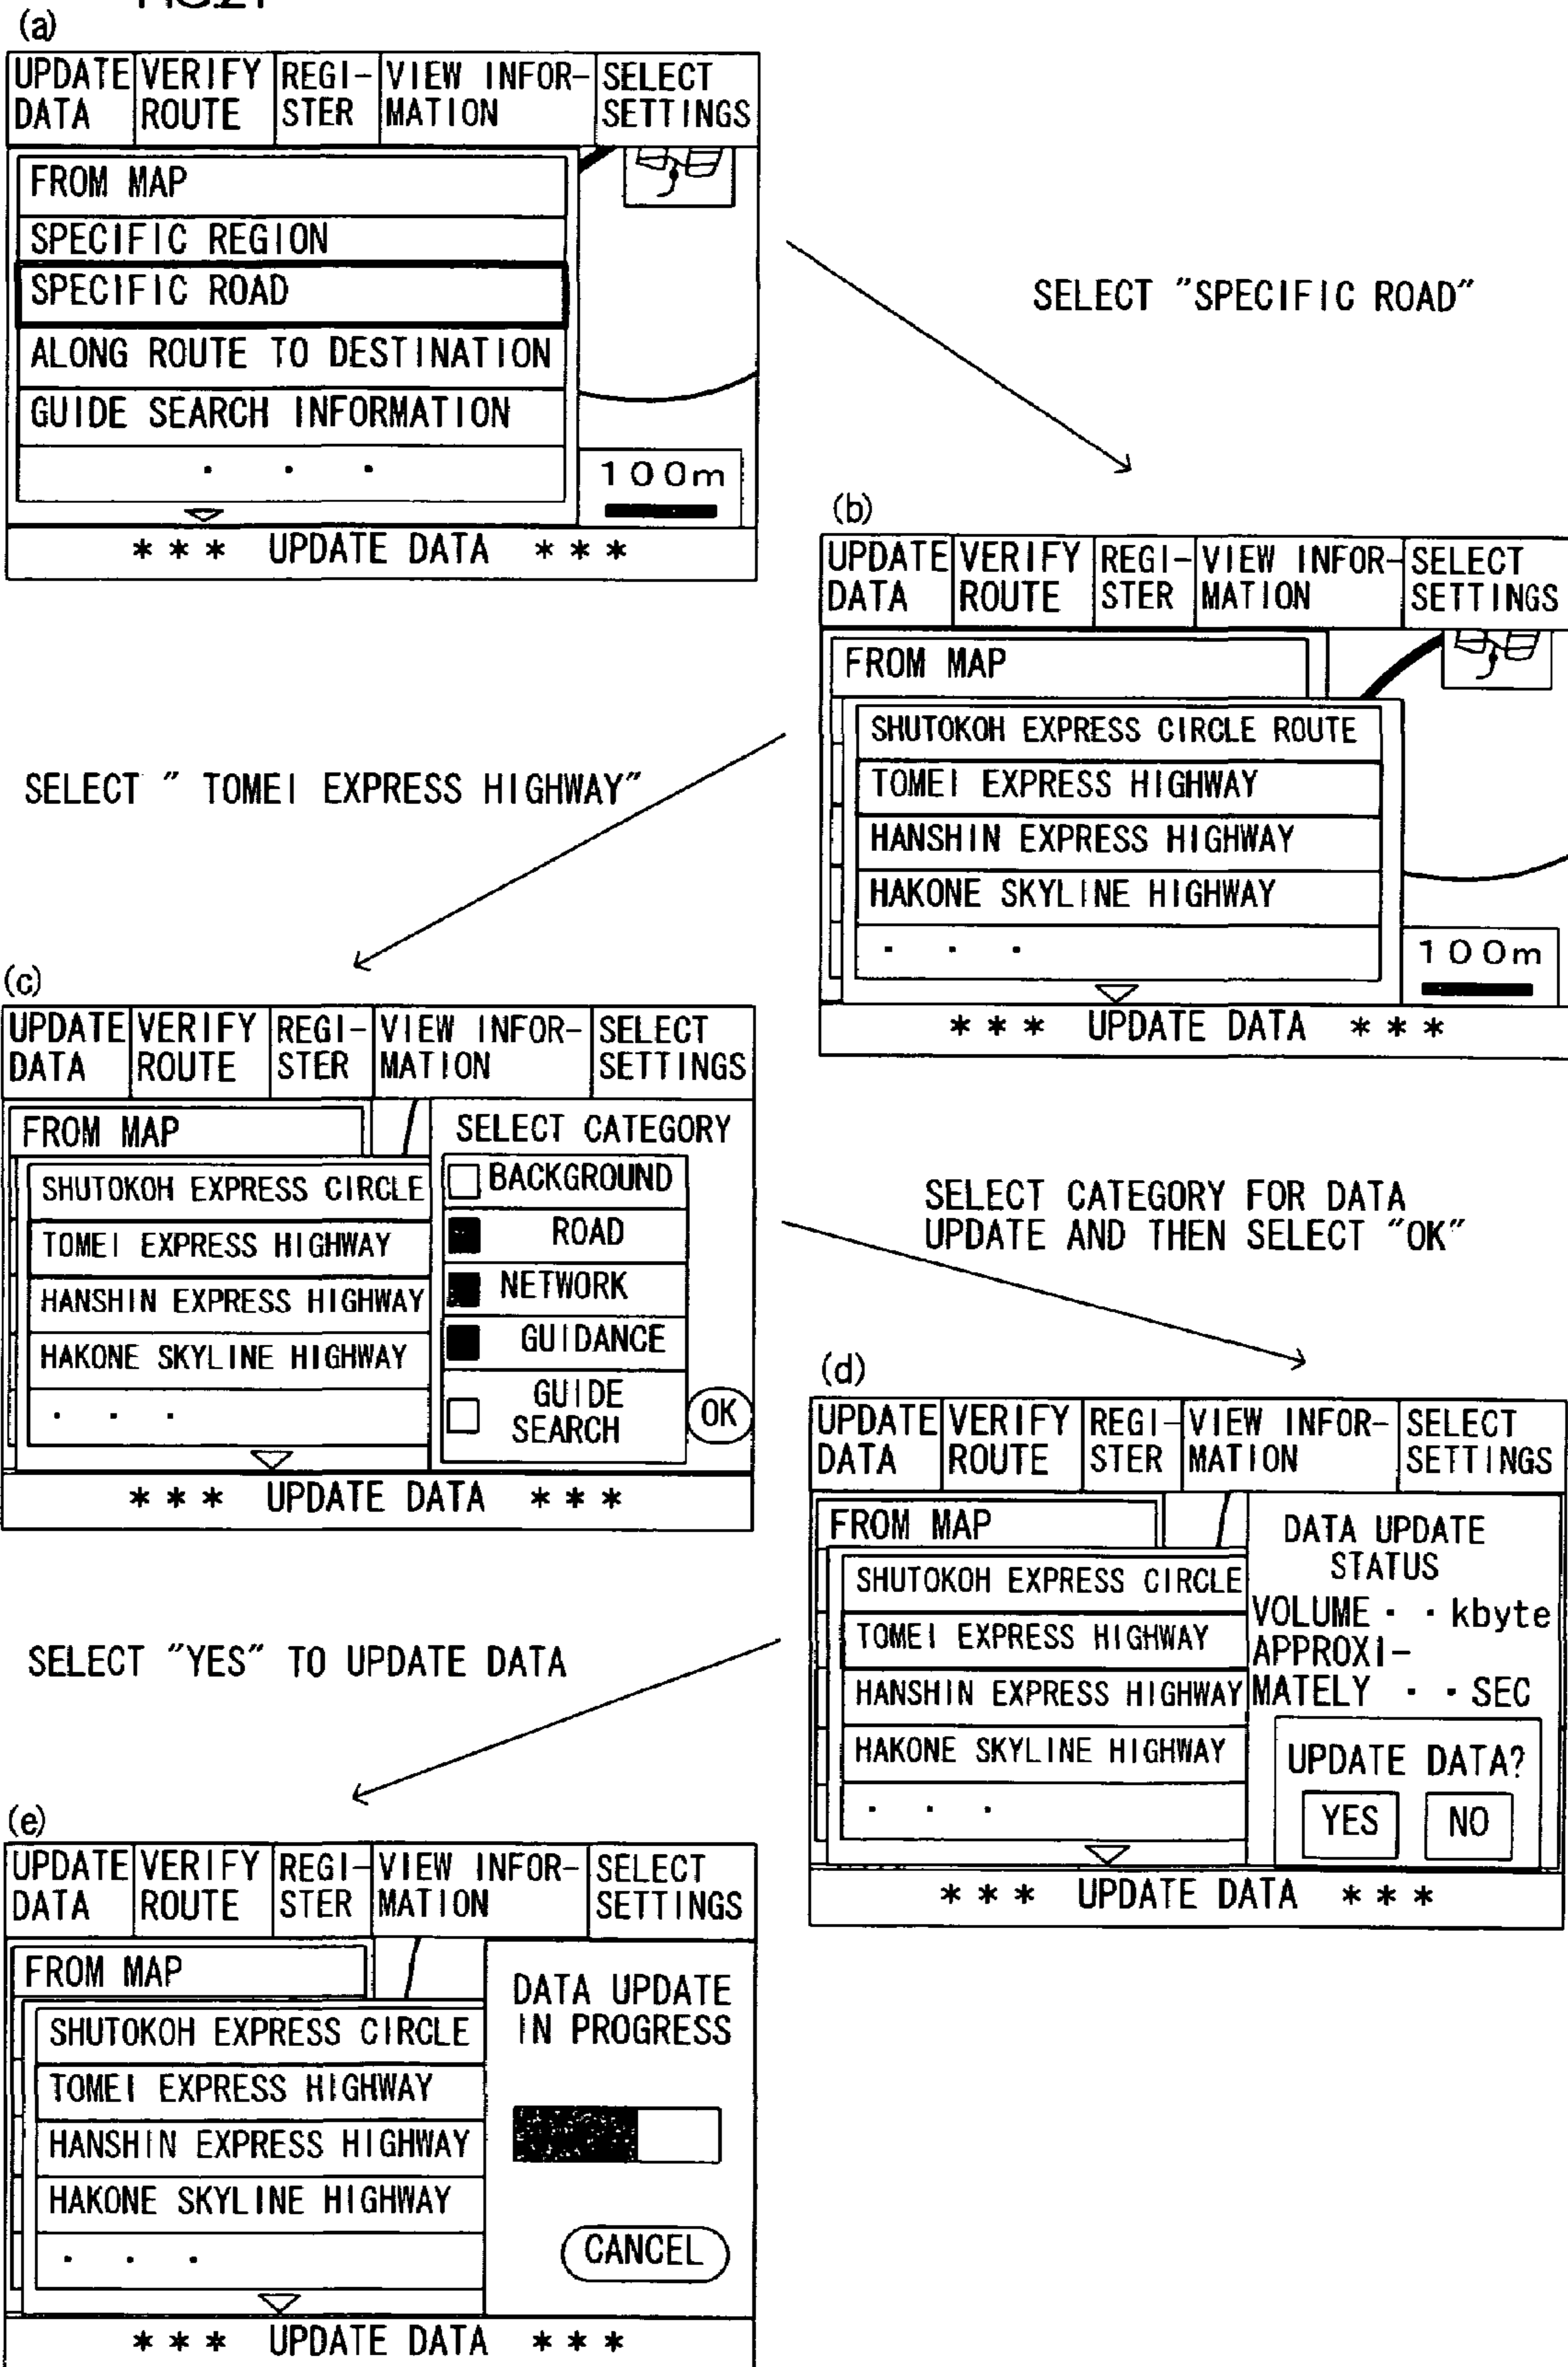 FIG.21
(a)
UPDATE DATA VERIFY ROUTE REGI-STER VIEW INFOR-MATION SELECT SETTINGS
FROM MAP
SPECIFIC REGION
SPECIFIC ROAD
ALONG ROUTE TO DESTINATION
GUIDE SEARCH INFORMATION
. . .
100m
*** UPDATE DATA ***
SELECT "SPECIFIC ROAD"
(b)
UPDATE DATA VERIFY ROUTE REGI-STER VIEW INFOR-MATION SELECT SETTINGS
FROM MAP
SHUTOKOH EXPRESS CIRCLE ROUTE
TOMEI EXPRESS HIGHWAY
HANSHIN EXPRESS HIGHWAY
HAKONE SKYLINE HIGHWAY
. . .
100m
*** UPDATE DATA ***
SELECT " TOMEI EXPRESS HIGHWAY"
(c)
UPDATE DATA VERIFY ROUTE REGI-STER VIEW INFOR-MATION SELECT SETTINGS
FROM MAP
SHUTOKOH EXPRESS CIRCLE
TOMEI EXPRESS HIGHWAY
HANSHIN EXPRESS HIGHWAY
HAKONE SKYLINE HIGHWAY
. . .
SELECT CATEGORY
BACKGROUND
ROAD
NETWORK
GUIDANCE
GUIDE
SEARCH
OK
*** UPDATE DATA ***
SELECT CATEGORY FOR DATA
UPDATE AND THEN SELECT "OK"
(d)
UPDATE DATA VERIFY ROUTE REGI-STER VIEW INFOR-MATION SELECT SETTINGS
FROM MAP
SHUTOKOH EXPRESS CIRCLE
TOMEI EXPRESS HIGHWAY
HANSHIN EXPRESS HIGHWAY
HAKONE SKYLINE HIGHWAY
. . .
DATA UPDATE
STATUS
VOLUME · · kbyte
APPROXI-
MATELY · · SEC
UPDATE DATA?
YES NO
*** UPDATE DATA ***
SELECT "YES" TO UPDATE DATA
(e)
UPDATE DATA VERIFY ROUTE REGI-STER VIEW INFOR-MATION SELECT SETTINGS
FROM MAP
SHUTOKOH EXPRESS CIRCLE
TOMEI EXPRESS HIGHWAY
HANSHIN EXPRESS HIGHWAY
HAKONE SKYLINE HIGHWAY
. . .
DATA UPDATE
IN PROGRESS
CANCEL
*** UPDATE DATA ***